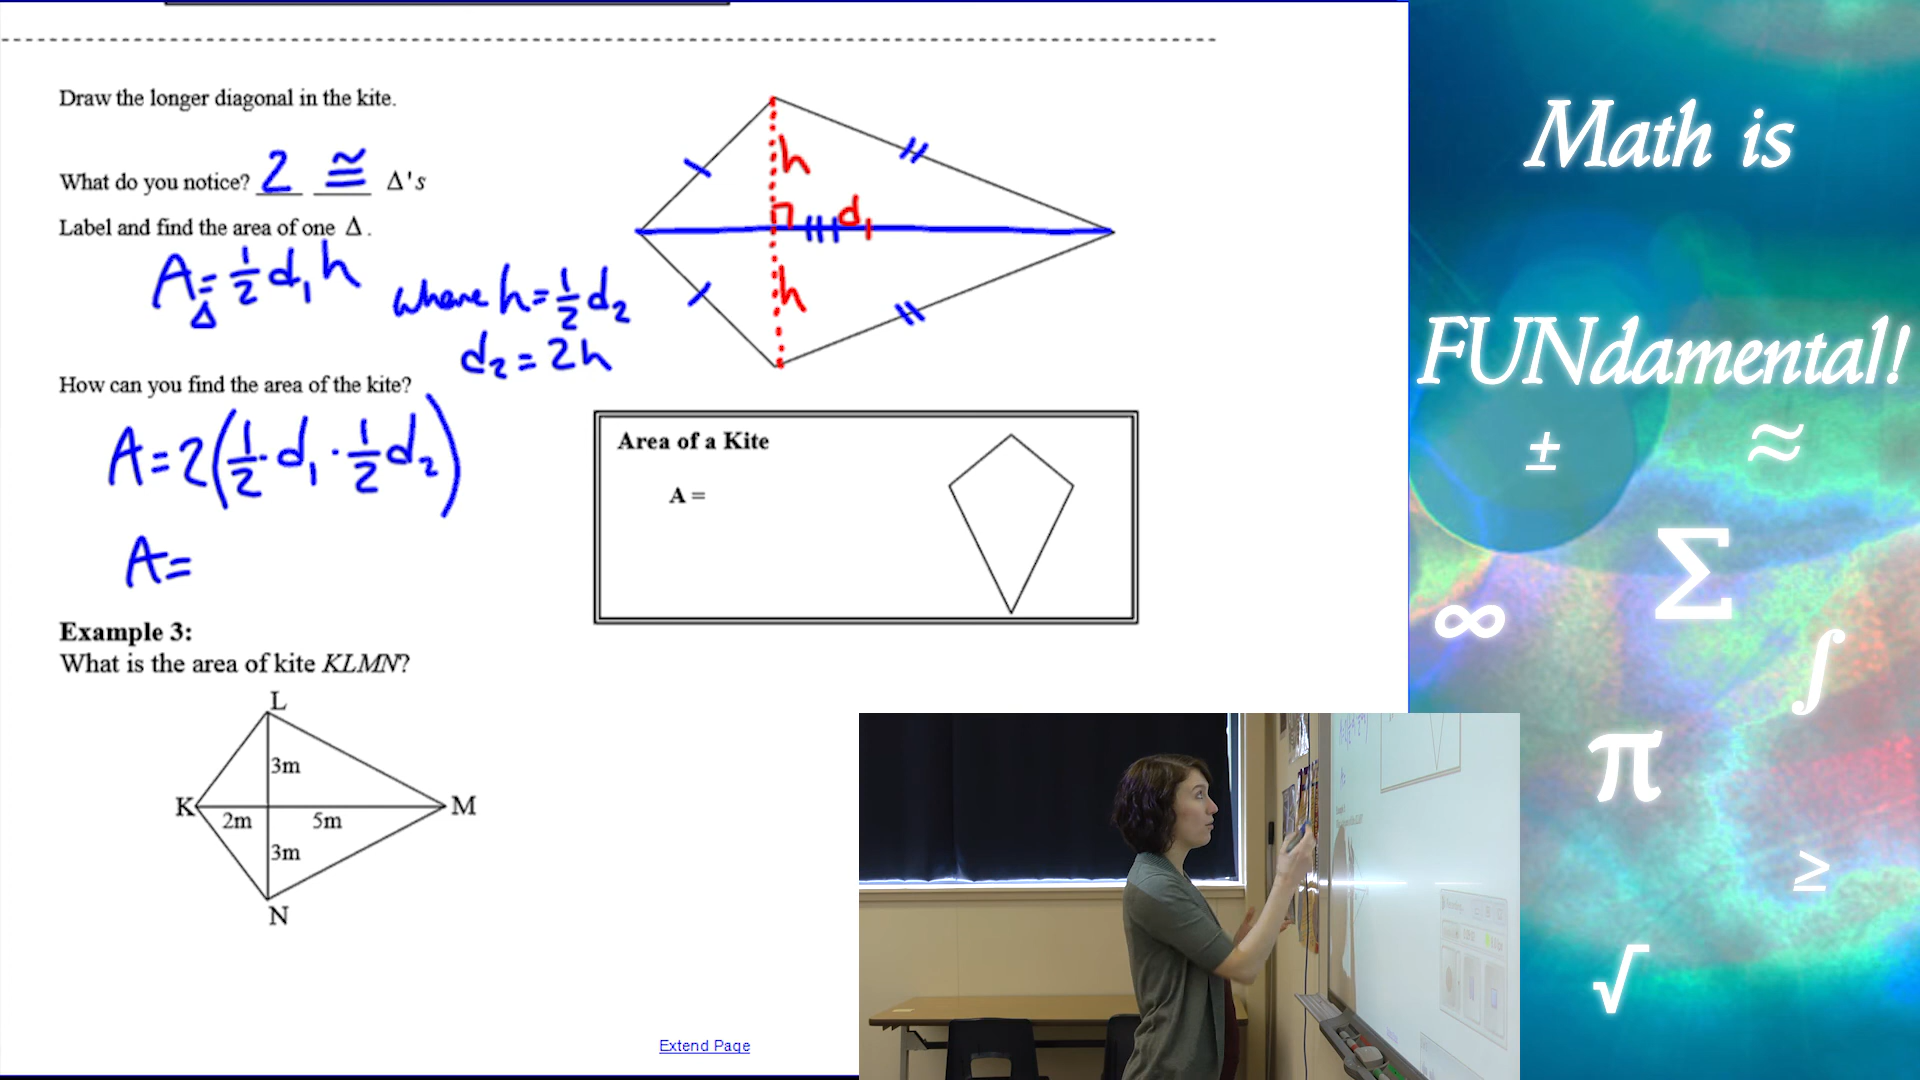 Draw the longer diagonal in the kite.
What do you notice? 2 ≅ Δ's
Label and find the area of one Δ.
A_Δ = 1/2 d₁ h
where h = 1/2 d₂
d₂ = 2h
h
d₁
h
How can you find the area of the kite?
A = 2(1/2 · d₁ · 1/2 d₂)
A =
Area of a Kite
A =
Example 3:
What is the area of kite KLMN?
L
3m
K
M
2m
5m
3m
N
Extend Page
Math is
FUNdamental!
± ≈
Σ
∞
∫
π
≥
√